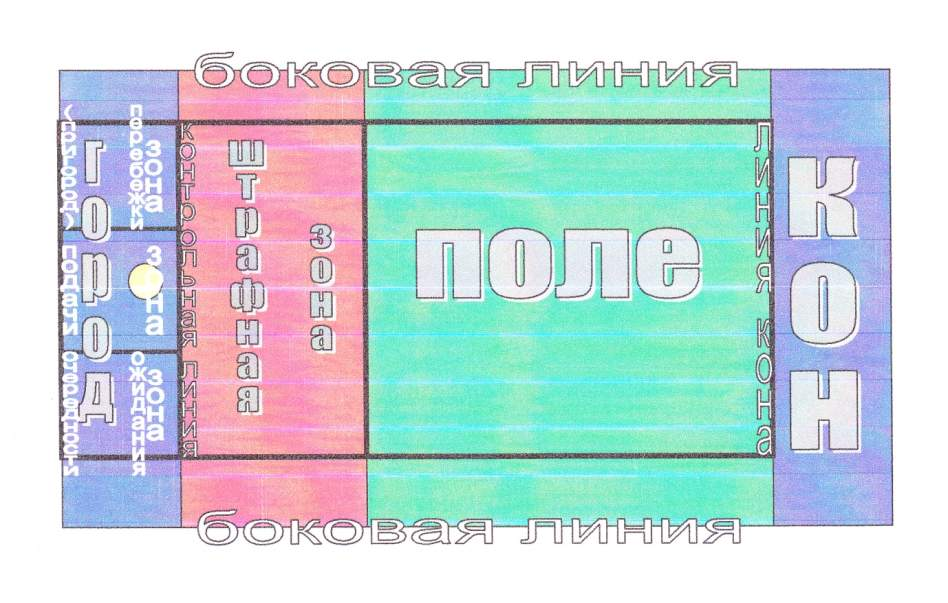 боковая линия
(пригород)
зона
перебежки
город
зона
подачи
зона
ожидания
очередности
контрольная линия
штрафная
зона
поле
линия кона
кон
боковая линия